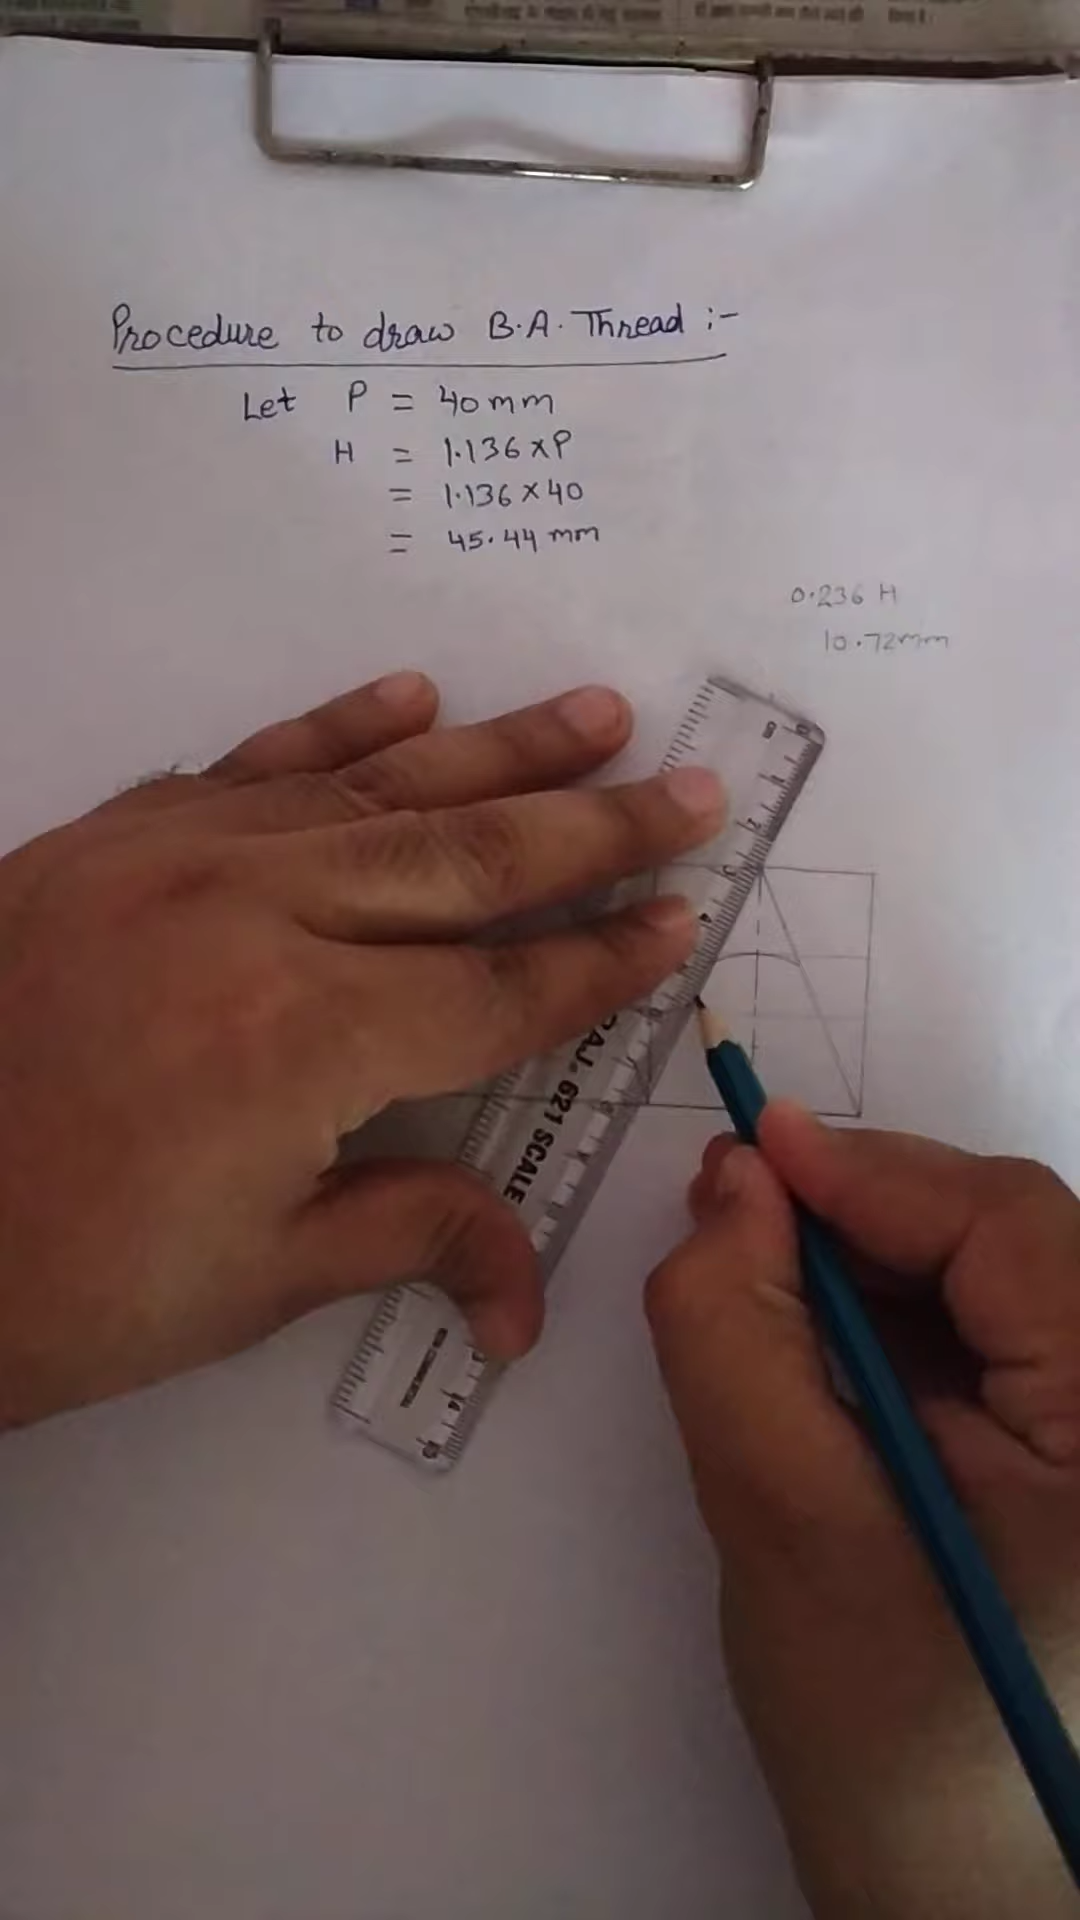 Procedure to draw B.A. Thread :-
Let P = 40mm
H = 1.136 x P
= 1.136 x 40
= 45.44 mm
0.236 H
10.72mm
RAJ. 621 SCALE